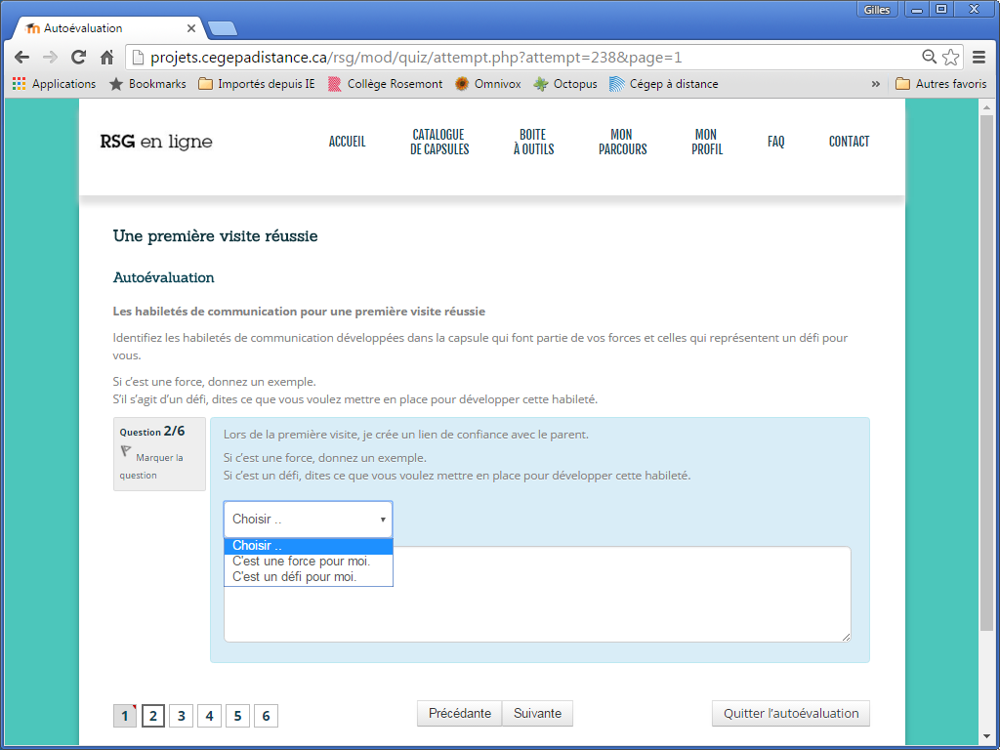 Gilles
Autoévaluation
projets.cegepadistance.ca/rsg/mod/quiz/attempt.php?attempt=238&page=1
Applications Bookmarks Importés depuis IE Collège Rosemont Omnivox Octopus Cégep à distance » Autres favoris
RSG en ligne
ACCUEIL
CATALOGUE
DE CAPSULES
BOITE
À OUTILS
MON
PARCOURS
MON
PROFIL
FAQ
CONTACT
Une première visite réussie
Autoévaluation
Les habiletés de communication pour une première visite réussie
Identifiez les habiletés de communication développées dans la capsule qui font partie de vos forces et celles qui représentent un défi pour
vous.
Si c’est une force, donnez un exemple.
S’il s’agit d’un défi, dites ce que vous voulez mettre en place pour développer cette habileté.
Question 2/6
Marquer la
question
Lors de la première visite, je crée un lien de confiance avec le parent.
Si c’est une force, donnez un exemple.
Si c’est un défi, dites ce que vous voulez mettre en place pour développer cette habileté.
Choisir ..
Choisir ..
C'est une force pour moi.
C'est un défi pour moi.
1 2 3 4 5 6
Précédante Suivante
Quitter l’autoévaluation